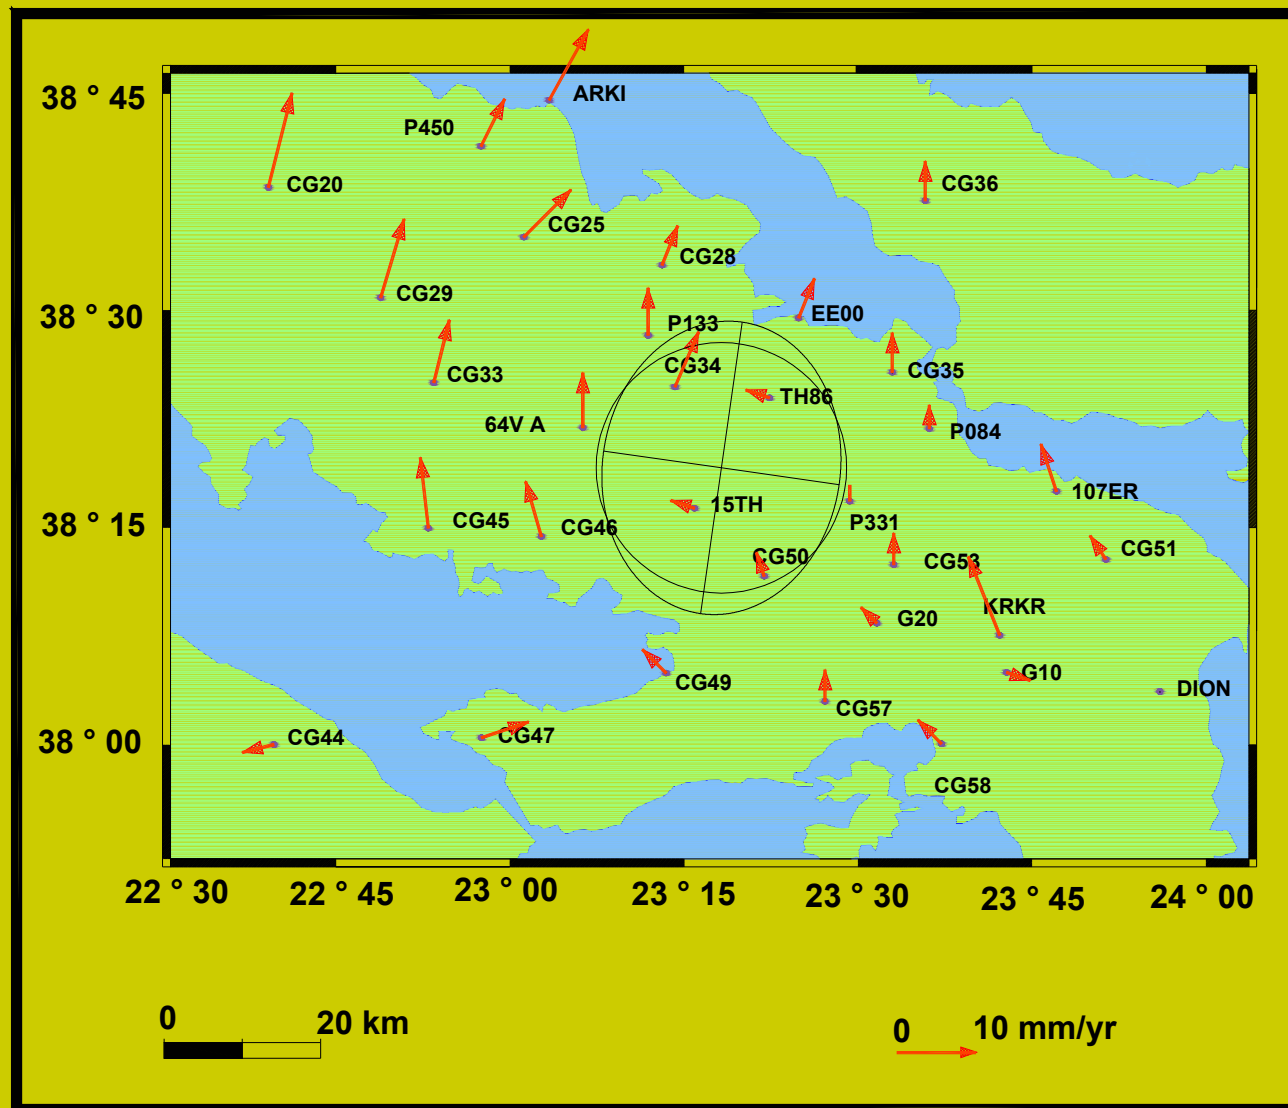 38 ° 45
ARKI
P450
CG20
CG36
CG25
CG28
CG29
38 ° 30
EE00
P133
CG34
CG35
CG33
TH86
64V A
P084
107ER
15TH
38 ° 15
CG45
CG46
P331
CG50
CG53
CG51
KRKR
G20
G10
CG49
DION
CG57
38 ° 00
CG44
CG47
CG58
22 ° 30
22 ° 45
23 ° 00
23 ° 15
23 ° 30
23 ° 45
24 ° 00
0 20 km
0 10 mm/yr